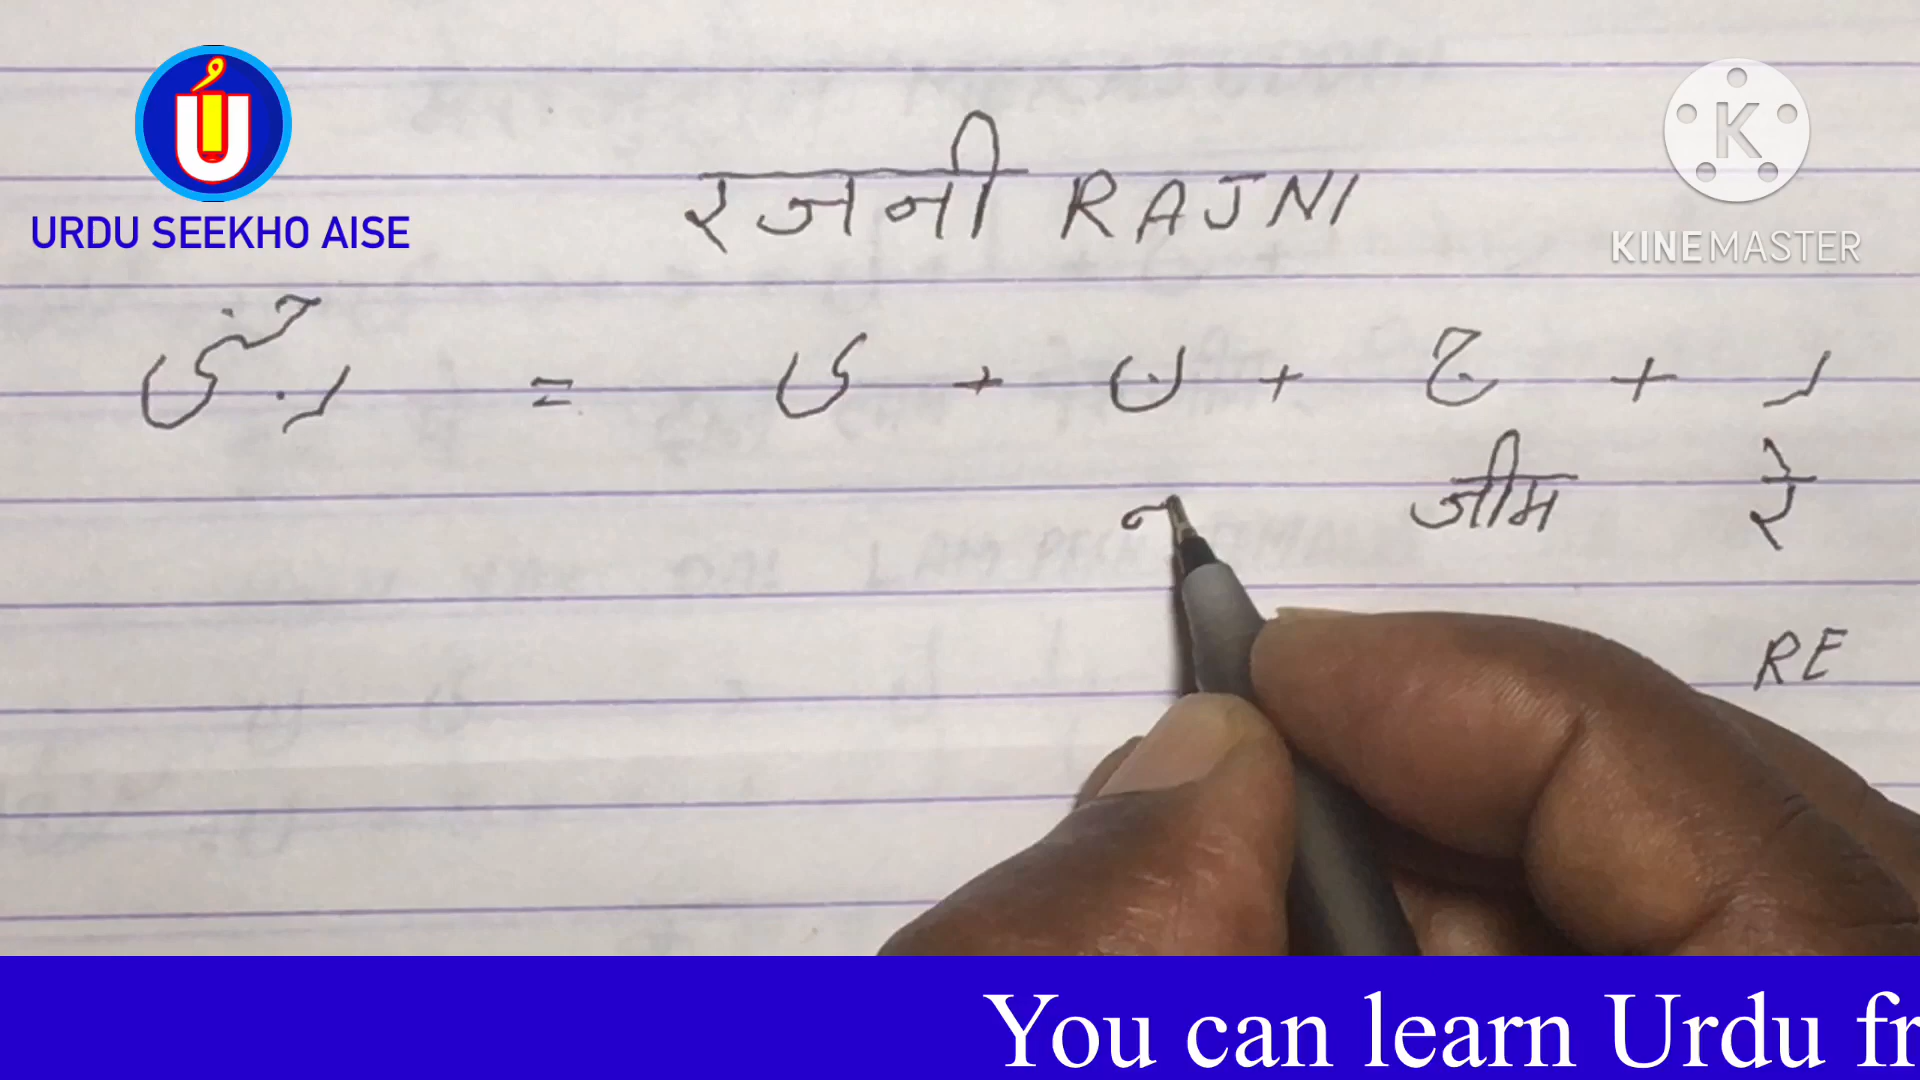 URDU SEEKHO AISE
K
KINEMASTER
रजनी RAJNI
ر + ج + ن + ی = رجنی
रे जीम
RE
You can learn Urdu fr